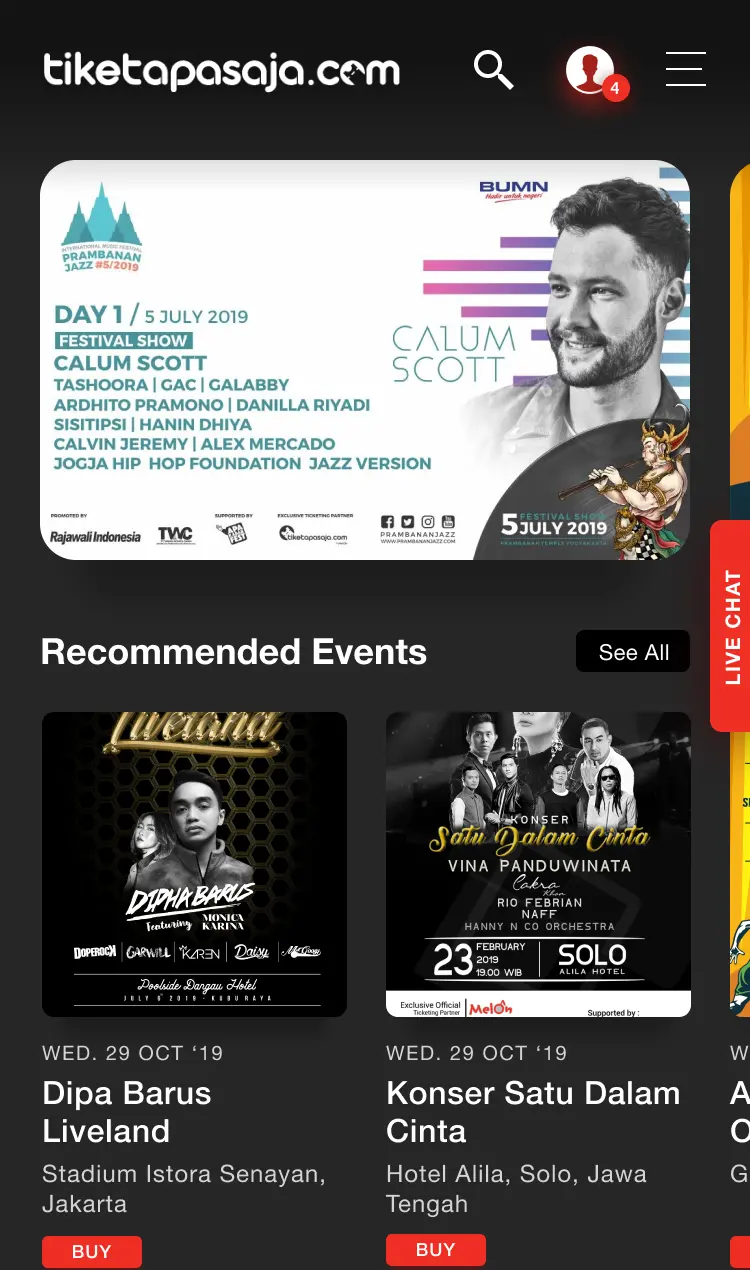 tiketapasaja.com
4
BUMN
Hadir untuk negeri
INTERNATIONAL MUSIC FESTIVAL
PRAMBANAN
JAZZ #5/2019
DAY 1 / 5 JULY 2019
FESTIVAL SHOW
CALUM SCOTT
TASHOORA | GAC | GALABBY
ARDHITO PRAMONO | DANILLA RIYADI
SISITIPSI | HANIN DHIYA
CALVIN JEREMY | ALEX MERCADO
JOGJA HIP HOP FOUNDATION JAZZ VERSION
CALUM
SCOTT
PROMOTED BY
SUPPORTED BY
EXCLUSIVE TICKETING PARTNER
Rajawali Indonesia
TWC
tiketapasaja.com
PRAMBANANJAZZ
WWW.PRAMBANANJAZZ.COM
5 FESTIVAL SHOW
JULY 2019
PRAMBANAN TEMPLE YOGYAKARTA
LIVE CHAT
Recommended Events
See All
Liveland
DIPHA BARUS
Featuring MONICA
KARINA
DOPEROCK | GARWILL | KAREN | Daisy |
Poolside Dangau Hotel
JULY 6 2019 - KUBU RAYA
WED. 29 OCT ‘19
Dipa Barus
Liveland
Stadium Istora Senayan,
Jakarta
BUY
KONSER
Satu Dalam Cinta
VINA PANDUWINATA
Cakra
Khan
RIO FEBRIAN
NAFF
HANNY N CO ORCHESTRA
23 FEBRUARY
2019
19.00 WIB
SOLO
ALILA HOTEL
Exclusive Official
Ticketing Partner
Melon
Supported by :
WED. 29 OCT ‘19
Konser Satu Dalam
Cinta
Hotel Alila, Solo, Jawa
Tengah
BUY
W
A
O
G